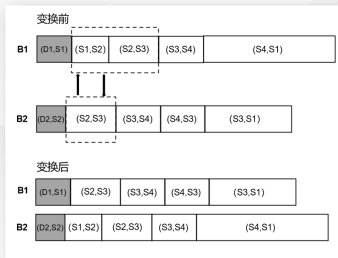 变换前
B1 (D1,S1) (S1,S2) (S2,S3) (S3,S4) (S4,S1)
B2 (D2,S2) (S2,S3) (S3,S4) (S4,S3) (S3,S1)
变换后
B1 (D1,S1) (S2,S3) (S3,S4) (S4,S3) (S3,S1)
B2 (D2,S2) (S1,S2) (S2,S3) (S3,S4) (S4,S1)